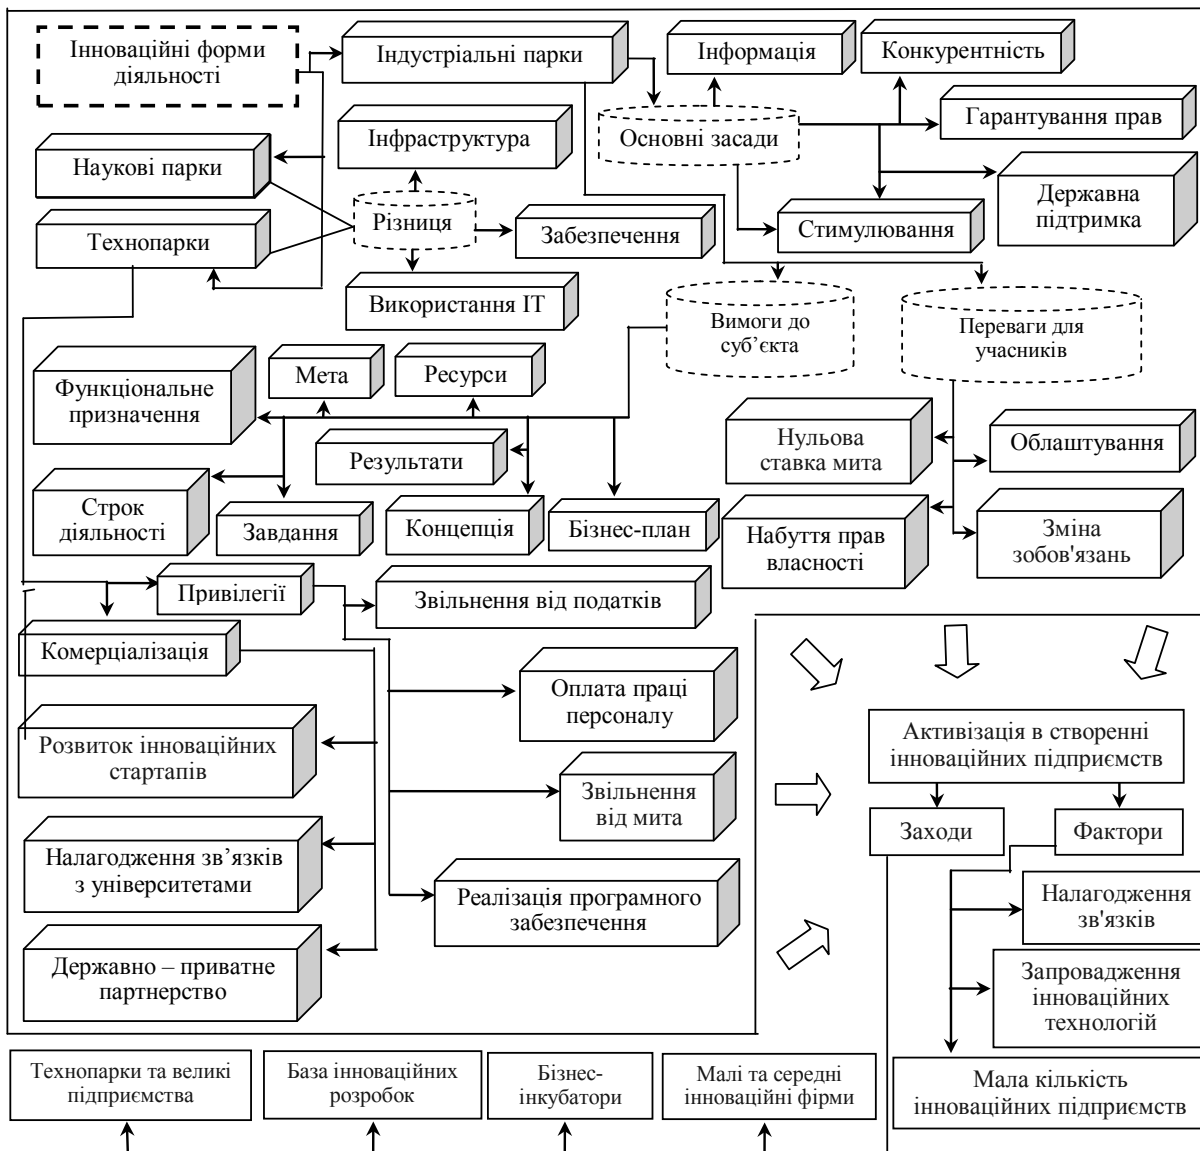 Інноваційні форми
діяльності
Індустріальні парки
Інформація
Конкурентність
Основні засади
Гарантування прав
Інфраструктура
Наукові парки
Державна
підтримка
Різниця
Технопарки
Забезпечення
Стимулювання
Використання ІТ
Вимоги до
суб’єкта
Переваги для
учасників
Функціональне
призначення
Мета
Ресурси
Результати
Нульова
ставка мита
Облаштування
Строк
діяльності
Завдання
Концепція
Бізнес-план
Набуття прав
власності
Зміна
зобов'язань
Привілегії
Звільнення від податків
Комерціалізація
Оплата праці
персоналу
Розвиток інноваційних
стартапів
Активізація в створенні
інноваційних підприємств
Звільнення
від мита
Заходи
Фактори
Налагодження зв’язків
з університетами
Реалізація програмного
забезпечення
Налагодження
зв'язків
Державно – приватне
партнерство
Запровадження
інноваційних
технологій
Мала кількість
інноваційних підприємств
Технопарки та великі
підприємства
База інноваційних
розробок
Бізнес-
інкубатори
Малі та середні
інноваційні фірми